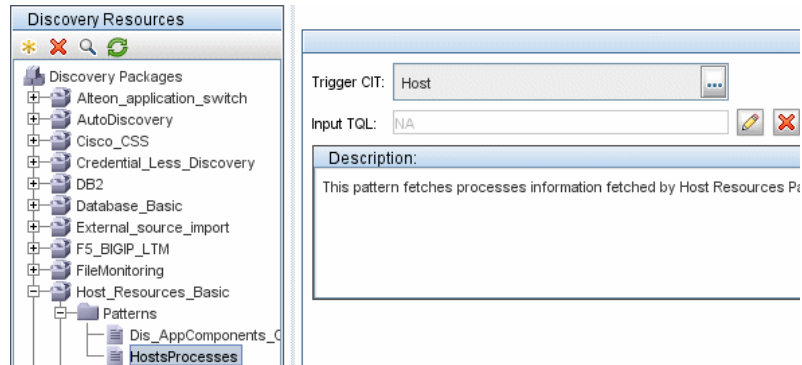 Discovery Resources
Discovery Packages
Alteon_application_switch
AutoDiscovery
Cisco_CSS
Credential_Less_Discovery
DB2
Database_Basic
External_source_import
F5_BIGIP_LTM
FileMonitoring
Host_Resources_Basic
Patterns
Dis_AppComponents_
HostsProcesses
Trigger CIT: Host ...
Input TQL: NA
Description:
This pattern fetches processes information fetched by Host Resources